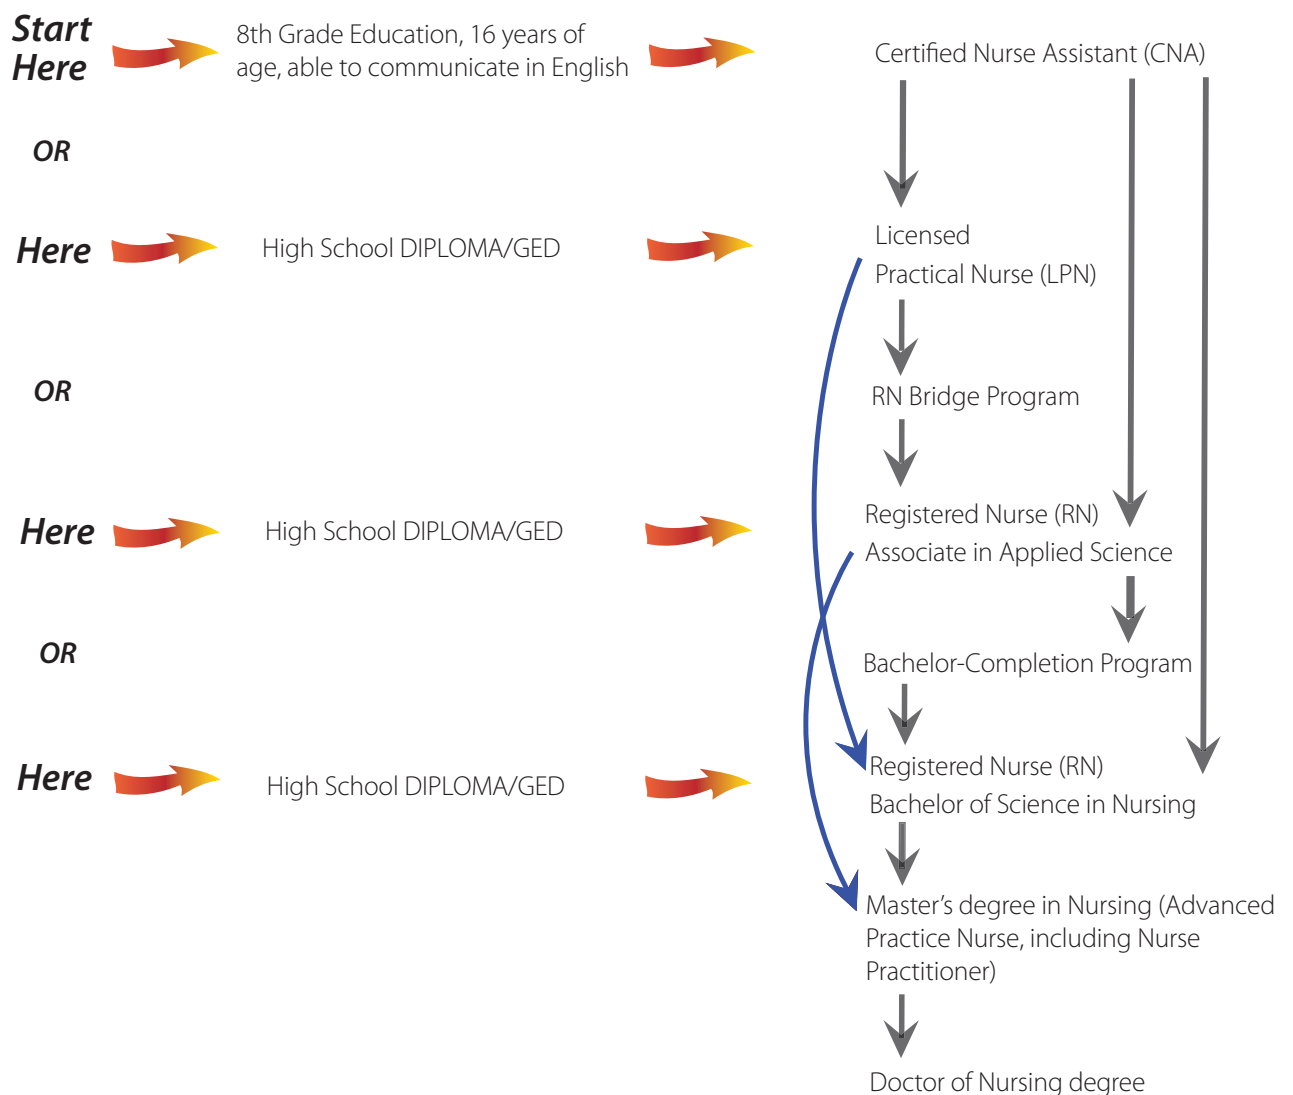 Start
Here
8th Grade Education, 16 years of
age, able to communicate in English
Certified Nurse Assistant (CNA)
OR
Here
High School DIPLOMA/GED
Licensed
Practical Nurse (LPN)
OR
RN Bridge Program
Here
High School DIPLOMA/GED
Registered Nurse (RN)
Associate in Applied Science
OR
Bachelor-Completion Program
Here
High School DIPLOMA/GED
Registered Nurse (RN)
Bachelor of Science in Nursing
Master’s degree in Nursing (Advanced
Practice Nurse, including Nurse
Practitioner)
Doctor of Nursing degree